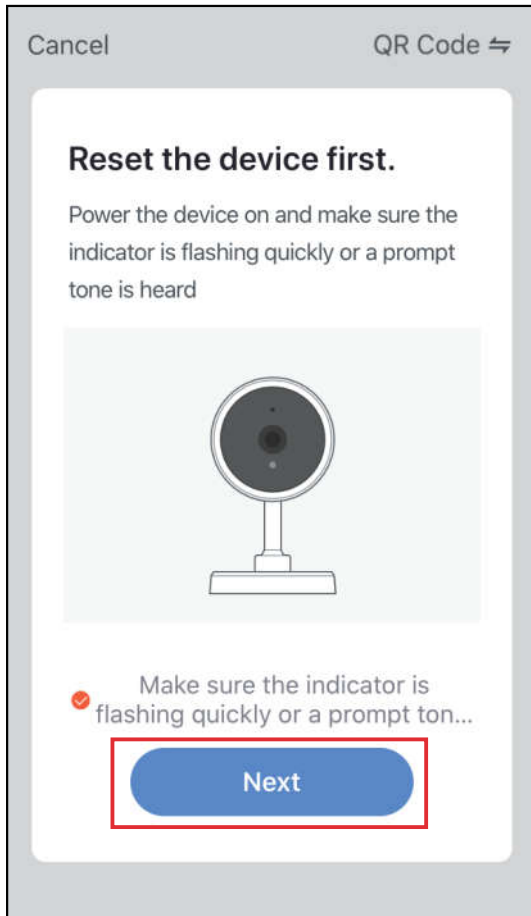 Cancel
QR Code
Reset the device first.
Power the device on and make sure the
indicator is flashing quickly or a prompt
tone is heard
Make sure the indicator is
flashing quickly or a prompt ton...
Next